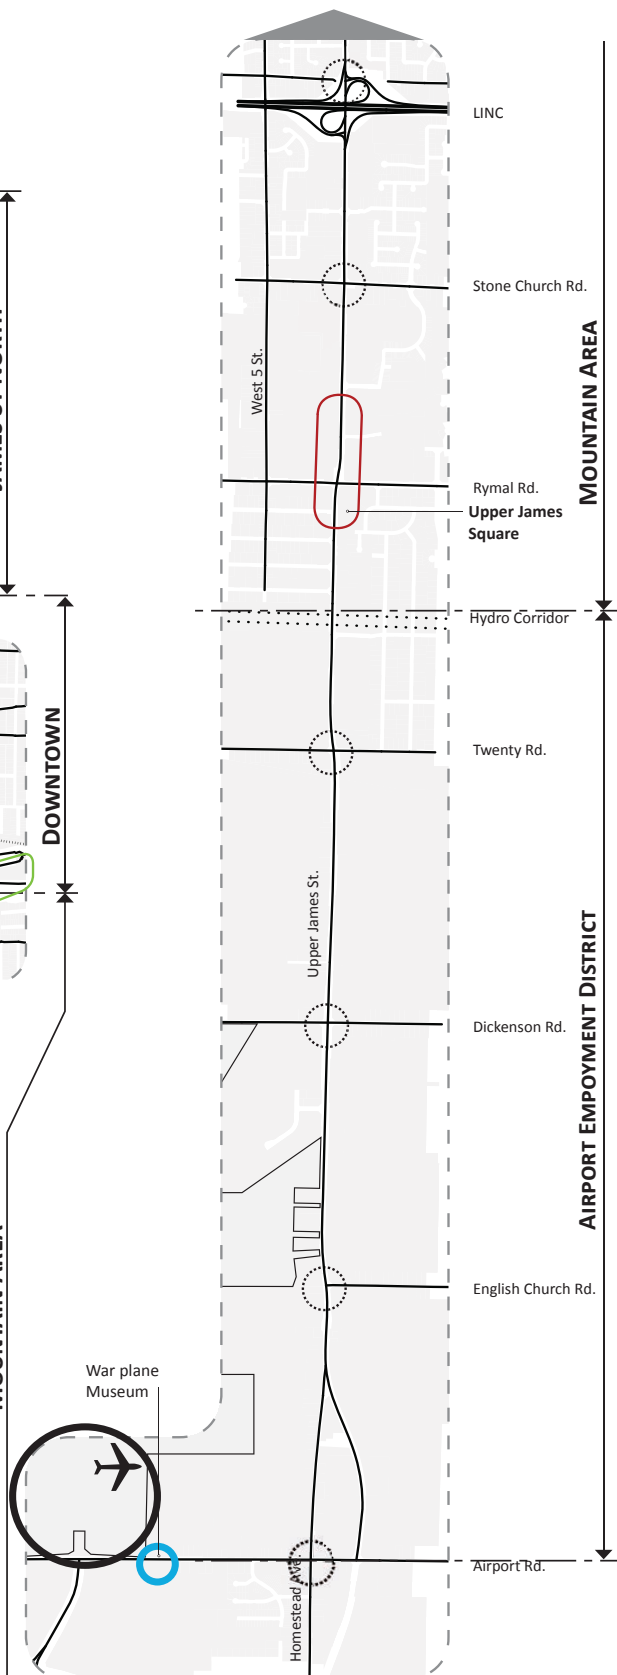 LINC
Stone Church Rd.
West 5 St.
MOUNTAIN AREA
Rymal Rd.
Upper James
Square
Hydro Corridor
DOWNTOWN
Twenty Rd.
Upper James St.
AIRPORT EMPOYMENT DISTRICT
Dickenson Rd.
English Church Rd.
War plane
Museum
Airport Rd.
Homestead Ave.